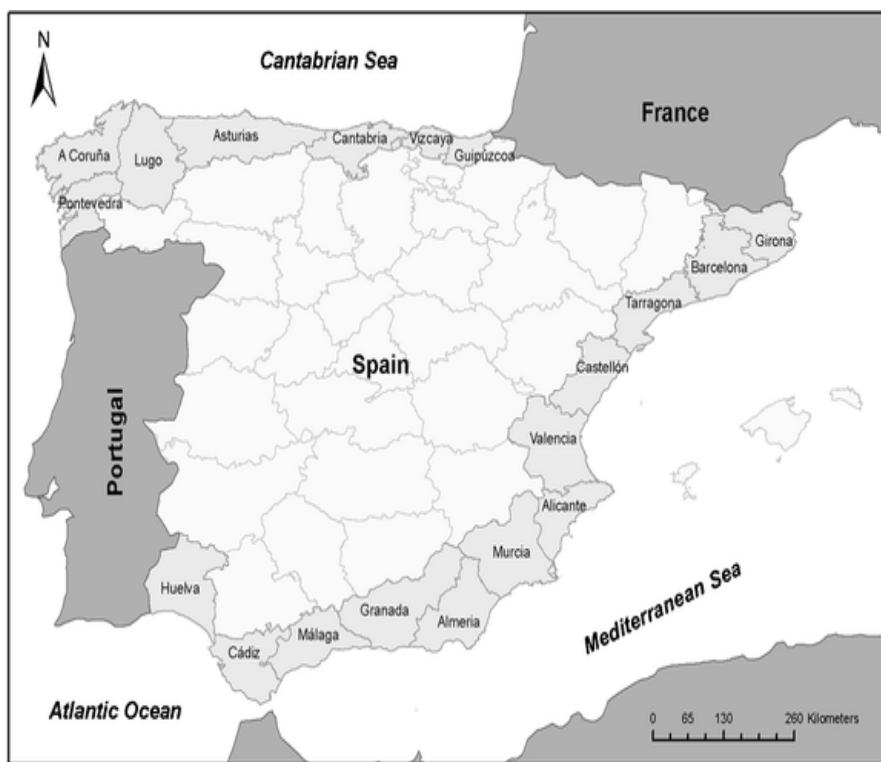 N
Cantabrian Sea
France
Asturias
Cantabria
Vizcaya
A Coruña
Lugo
Guipúzcoa
Pontevedra
Girona
Barcelona
Tarragona
Spain
Castellón
Portugal
Valencia
Alicante
Murcia
Huelva
Granada
Almeria
Málaga
Cádiz
Mediterranean Sea
Atlantic Ocean
0 65 130 260 Kilometers